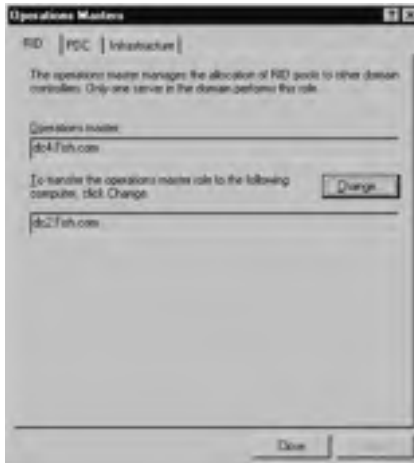 Operations Masters
RID PDC Infrastructure
The operations master manages the allocation of RID pools to other domain
controllers. Only one server in the domain performs this role.
Operations master:
dc4.fish.com
To transfer the operations master role to the following
computer, click Change.
Change...
dc2.fish.com
Close